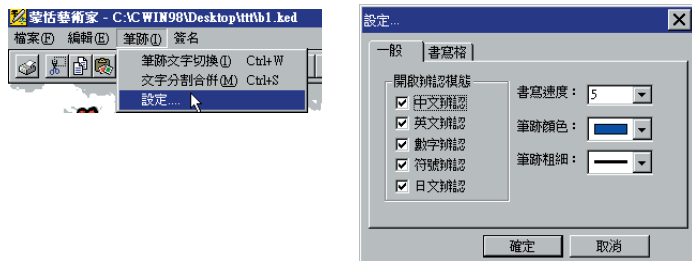 蒙恬藝術家 - C:\CWIN98\Desktop\ttt\b1.ked
檔案(F) 編輯(E) 筆跡(I) 簽名
筆跡文字切換(I) Ctrl+W
文字分割合併(M) Ctrl+S
設定....
設定...
一般 書寫格
開啟辨認模態
中文辨認
英文辨認
數字辨認
符號辨認
日文辨認
書寫速度： 5
筆跡顏色：
筆跡粗細：
確定 取消